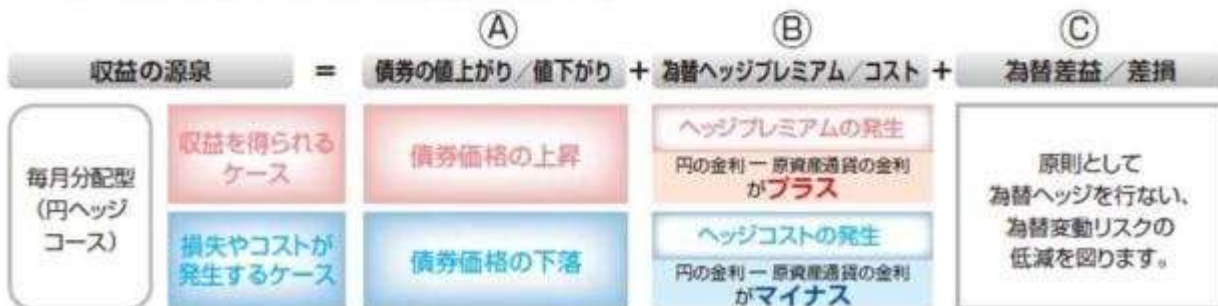 Ⓐ Ⓑ Ⓒ
収益の源泉 = 債券の値上がり／値下がり + 為替ヘッジプレミアム／コスト + 為替差益／差損
毎月分配型
(円ヘッジ
コース)
収益を得られる
ケース
債券価格の上昇
ヘッジプレミアムの発生
円の金利ー原資産通貨の金利
がプラス
損失やコストが
発生するケース
債券価格の下落
ヘッジコストの発生
円の金利ー原資産通貨の金利
がマイナス
原則として
為替ヘッジを行ない、
為替変動リスクの
低減を図ります。